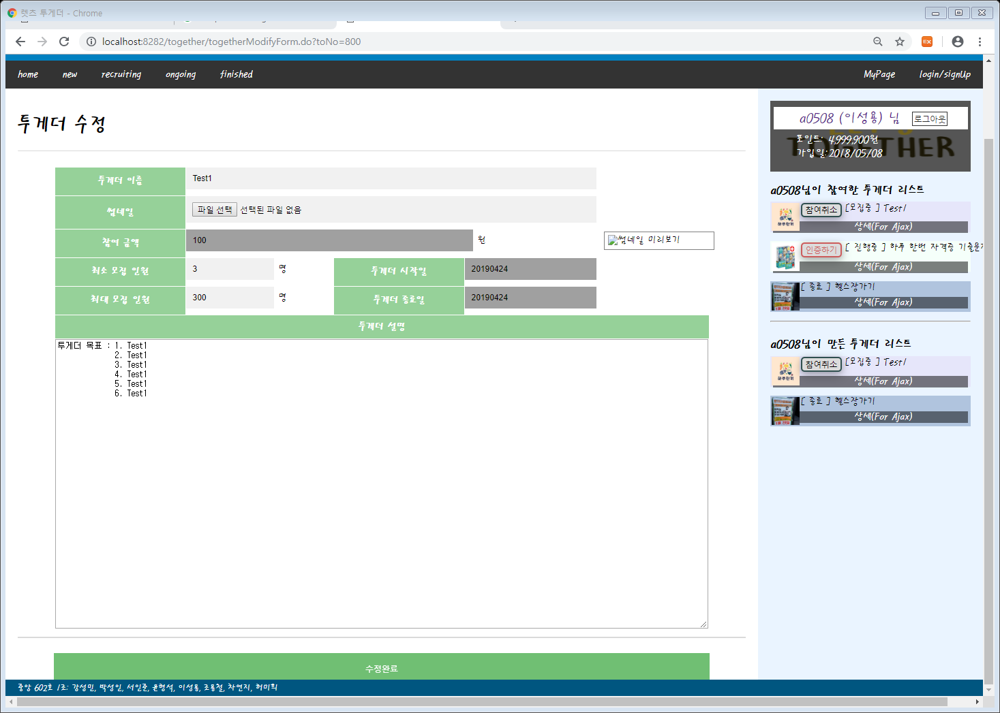 렛츠 투게더 - Chrome
localhost:8282/together/togetherModifyForm.do?toNo=800
home new recruiting ongoing finished MyPage login/signUp
투게더 수정
투게더 이름 Test1
썸네일 파일 선택 선택된 파일 없음
참여 금액 100 원 썸네일 미리보기
최소 모집 인원 3 명 투게더 시작일 20190424
최대 모집 인원 300 명 투게더 종료일 20190424
투게더 설명
투게더 목표 : 1. Test1
2. Test1
3. Test1
4. Test1
5. Test1
6. Test1
수정완료
a0508 (이성용) 님 로그아웃
포인트: 4,999,900원
가입일:2018/05/08
TOGETHER
a0508님이 참여한 투게더 리스트
하루한끼 참여취소 [모집중 ] Test1
상세(For Ajax)
인증하기 [ 진행중 ] 하루 한번 자격증 기출문제
상세(For Ajax)
[ 종료 ] 헬스장가기
상세(For Ajax)
a0508님이 만든 투게더 리스트
하루한끼 참여취소 [모집중 ] Test1
상세(For Ajax)
[ 종료 ] 헬스장가기
상세(For Ajax)
중앙 602호 1조: 강성민, 박성인, 서인준, 윤형석, 이성용, 조용철, 차연지, 허미희